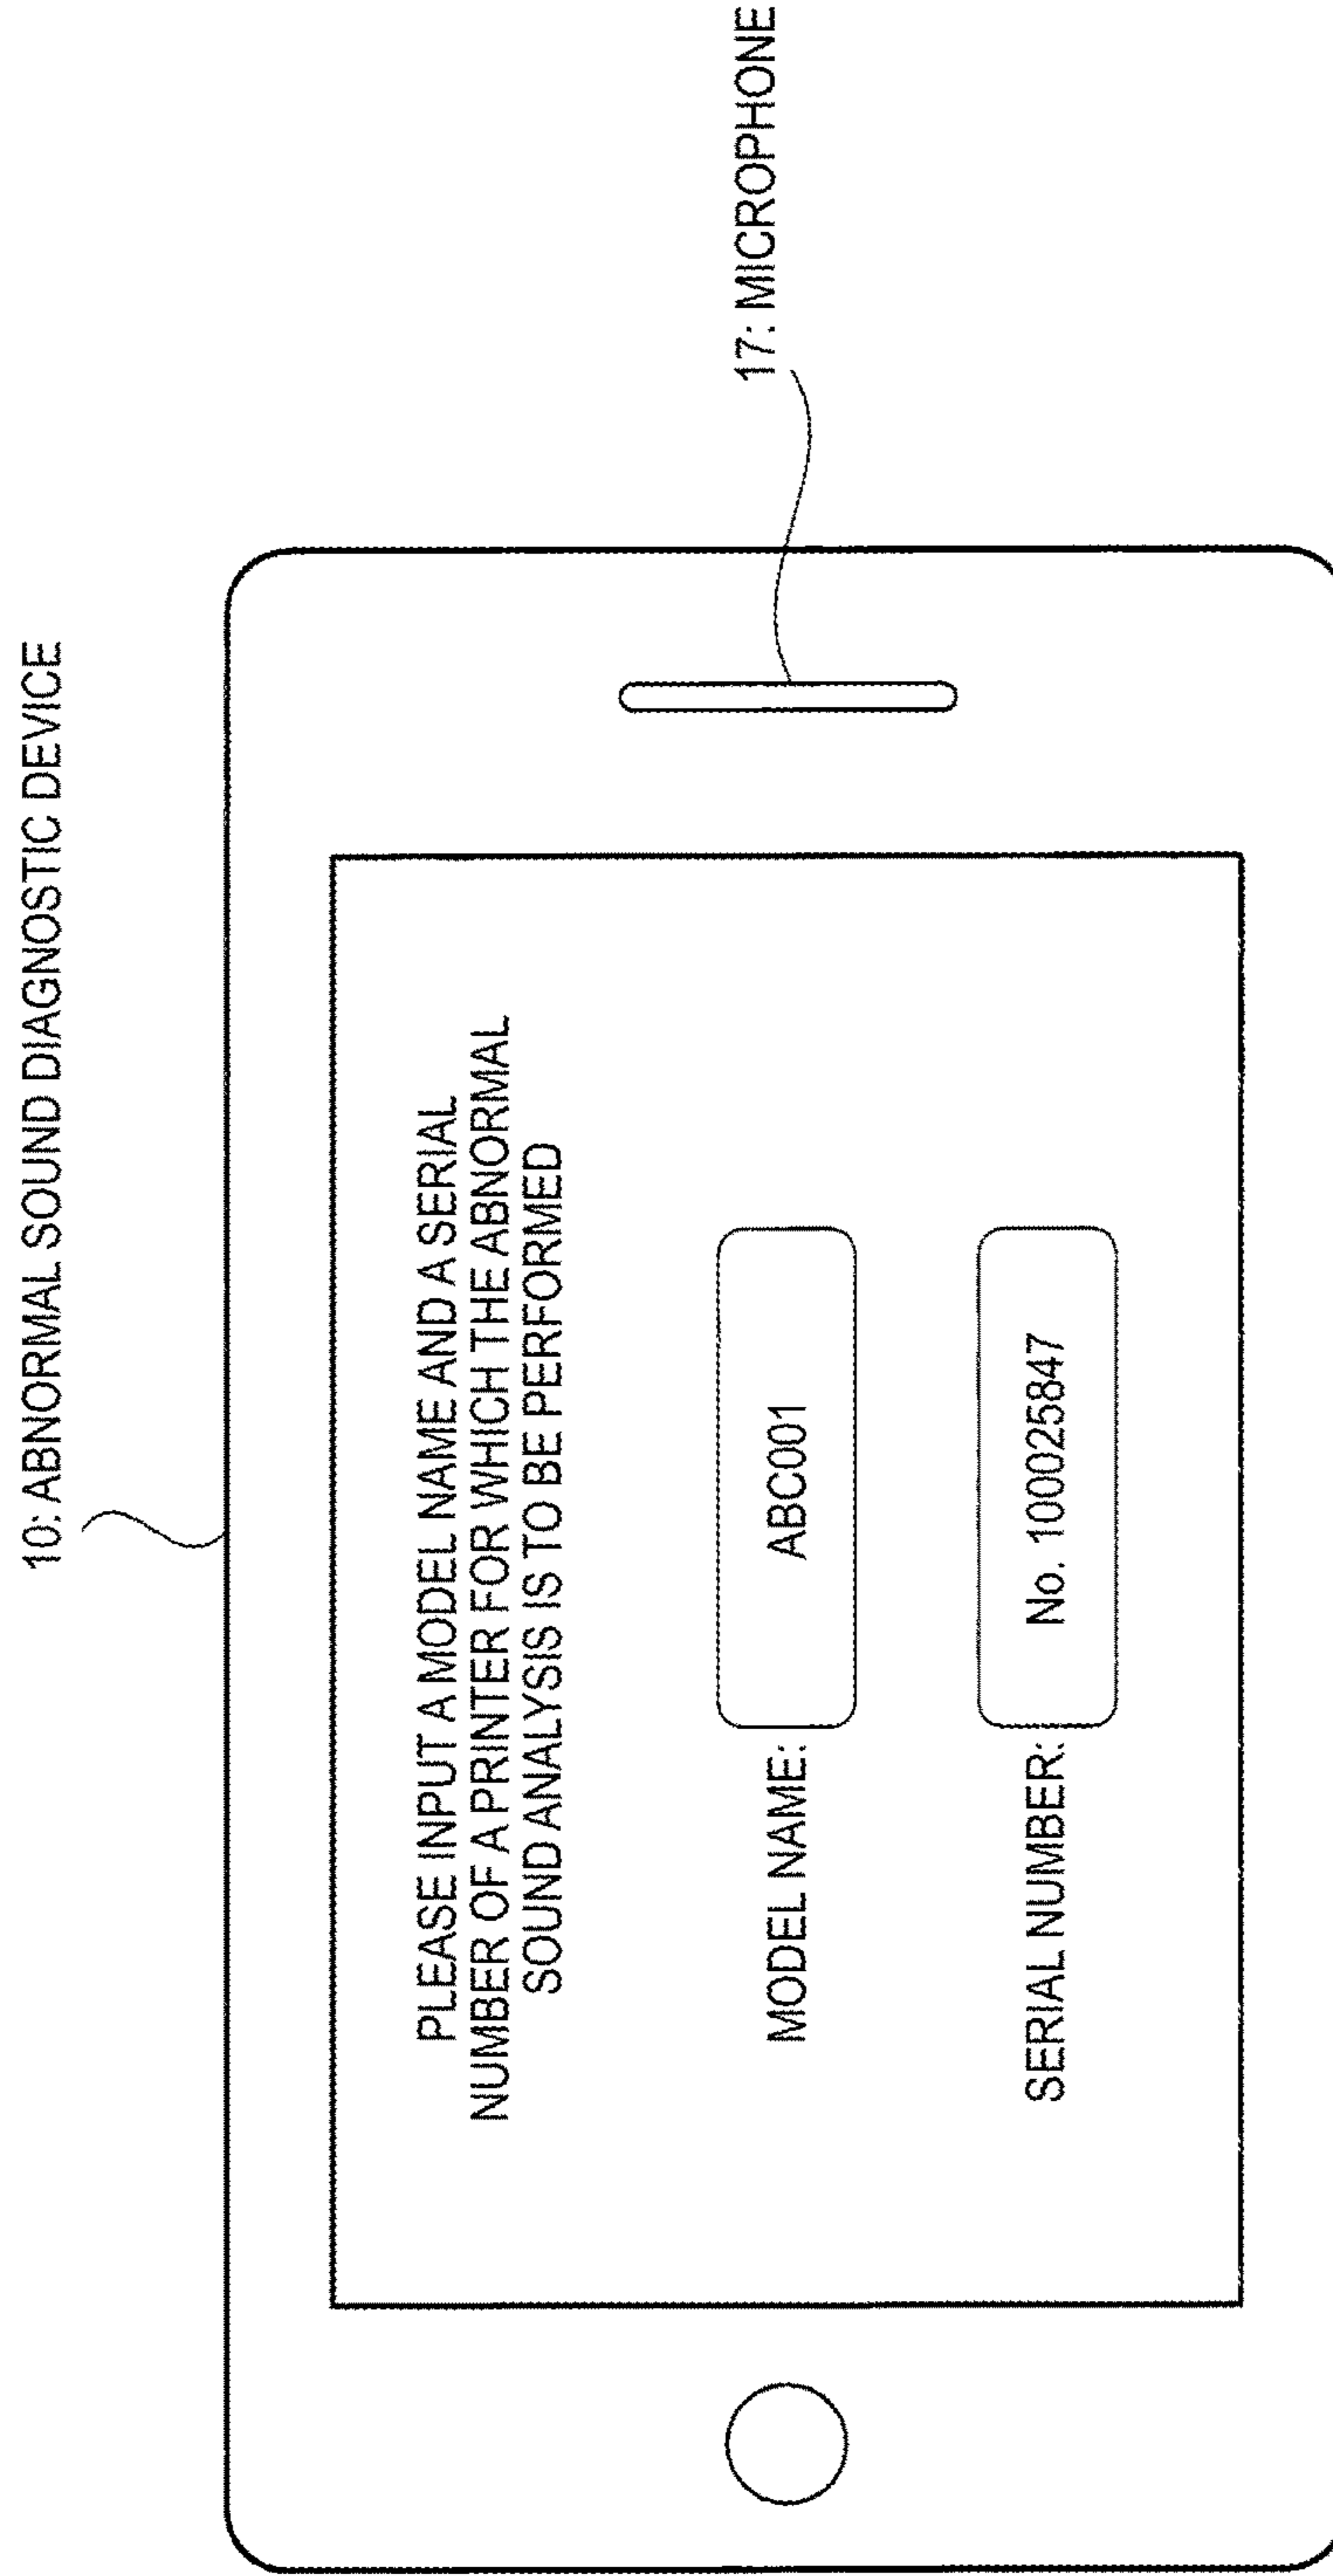 10: ABNORMAL SOUND DIAGNOSTIC DEVICE
17: MICROPHONE
PLEASE INPUT A MODEL NAME AND A SERIAL
NUMBER OF A PRINTER FOR WHICH THE ABNORMAL
SOUND ANALYSIS IS TO BE PERFORMED
MODEL NAME: ABC001
SERIAL NUMBER: No. 100025847